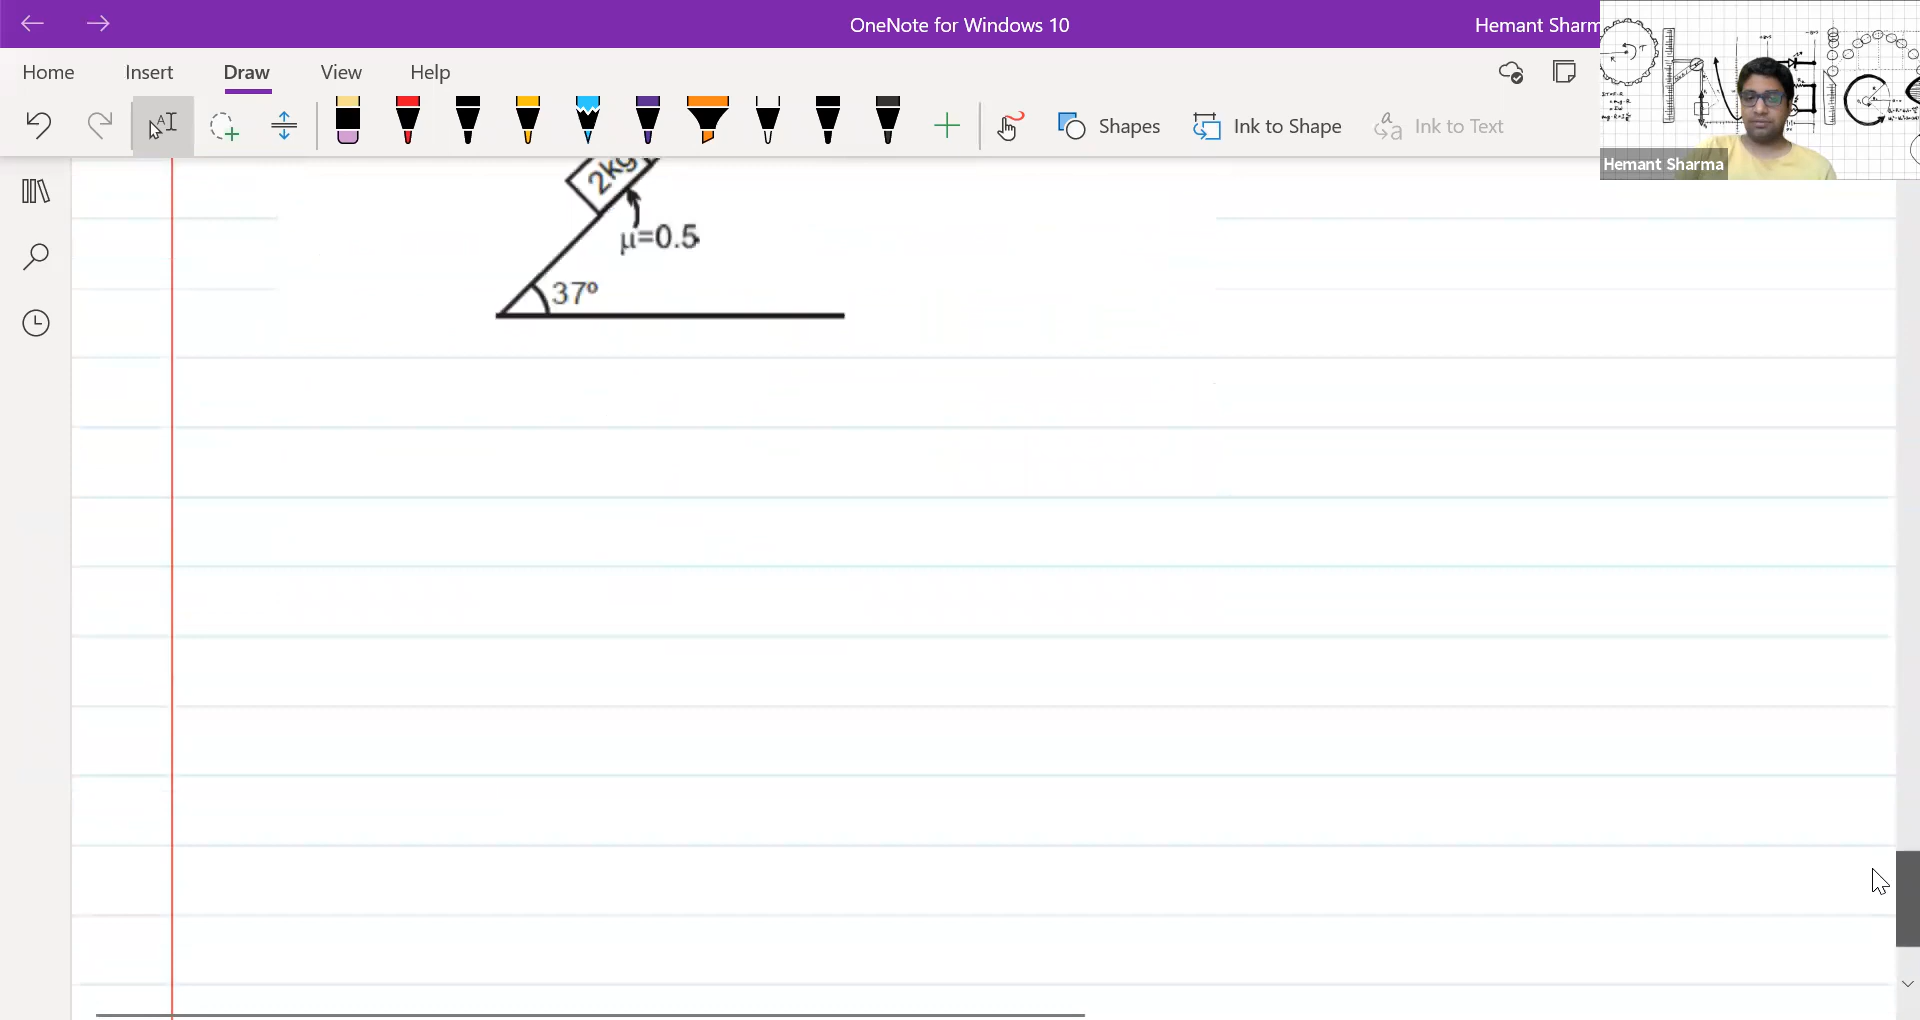 OneNote for Windows 10
Hemant Sharm
Home Insert Draw View Help
Shapes Ink to Shape Ink to Text
Hemant Sharma
2kg
μ=0.5
37º